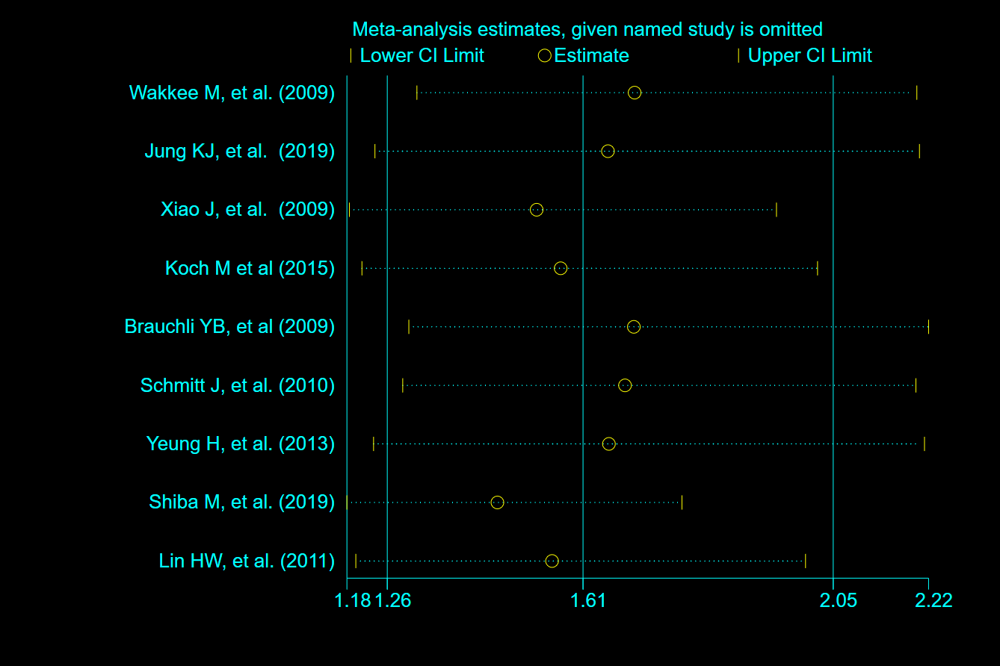 Meta-analysis estimates, given named study is omitted
Lower CI Limit Estimate Upper CI Limit
Wakkee M, et al. (2009)
Jung KJ, et al.  (2019)
Xiao J, et al.  (2009)
Koch M et al (2015)
Brauchli YB, et al (2009)
Schmitt J, et al. (2010)
Yeung H, et al. (2013)
Shiba M, et al. (2019)
Lin HW, et al. (2011)
1.18 1.26 1.61 2.05 2.22